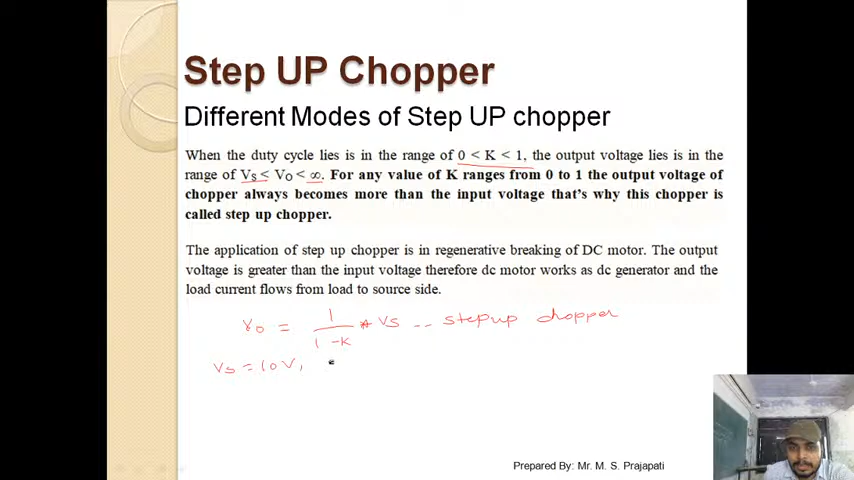 Step UP Chopper
Different Modes of Step UP chopper
When the duty cycle lies is in the range of 0 < K < 1, the output voltage lies is in the
range of Vs < Vo < ∞. For any value of K ranges from 0 to 1 the output voltage of
chopper always becomes more than the input voltage that's why this chopper is
called step up chopper.
The application of step up chopper is in regenerative breaking of DC motor. The output
voltage is greater than the input voltage therefore dc motor works as dc generator and the
load current flows from load to source side.
Vo = 1/(1-K) * Vs -- step up chopper
Vs = 10V,
Prepared By: Mr. M. S. Prajapati